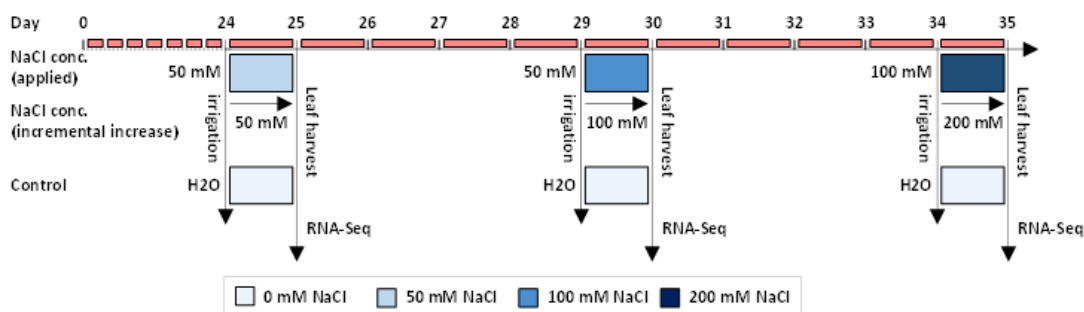 Day 0 24 25 26 27 28 29 30 31 32 33 34 35
NaCl conc.
(applied)
50 mM
50 mM
100 mM
NaCl conc.
(incremental increase)
50 mM
100 mM
200 mM
irrigation
Leaf harvest
irrigation
Leaf harvest
irrigation
Leaf harvest
Control
H2O
H2O
H2O
RNA-Seq
RNA-Seq
RNA-Seq
0 mM NaCl 50 mM NaCl 100 mM NaCl 200 mM NaCl